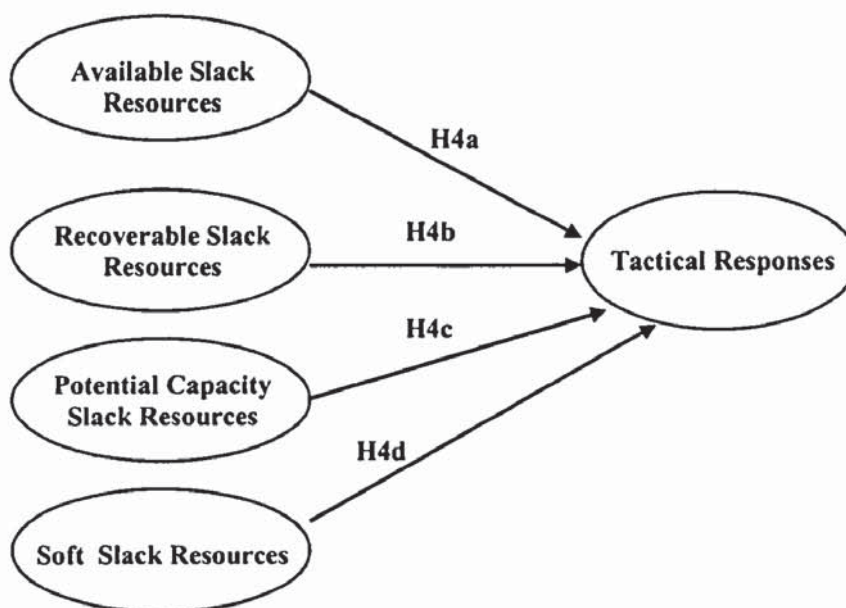 Available Slack
Resources
H4a
Recoverable Slack
Resources
H4b
Tactical Responses
H4c
Potential Capacity
Slack Resources
H4d
Soft Slack Resources